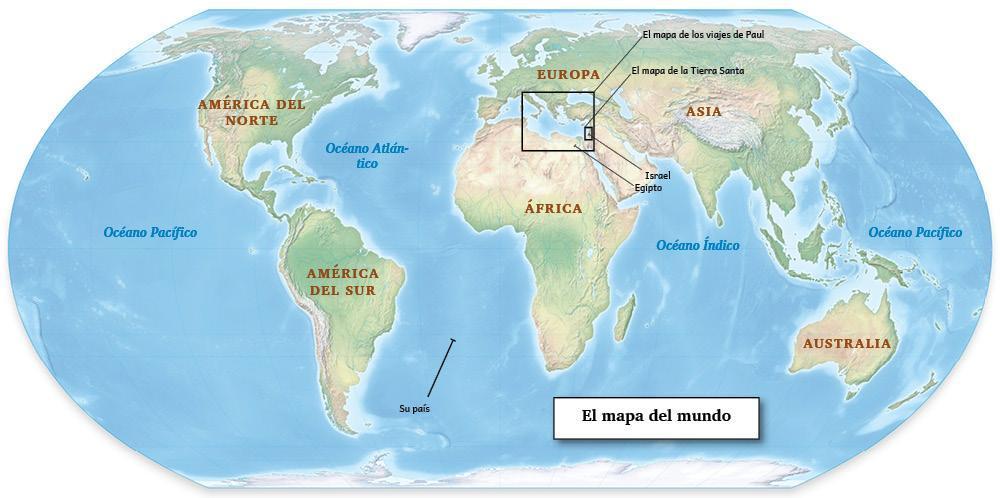 El mapa de los viajes de Paul
El mapa de la Tierra Santa
EUROPA
AMÉRICA DEL
NORTE
ASIA
Océano Atlán-
tico
Israel
Egipto
ÁFRICA
Océano Pacífico
Océano Índico
Océano Pacífico
AMÉRICA
DEL SUR
AUSTRALIA
Su país
El mapa del mundo